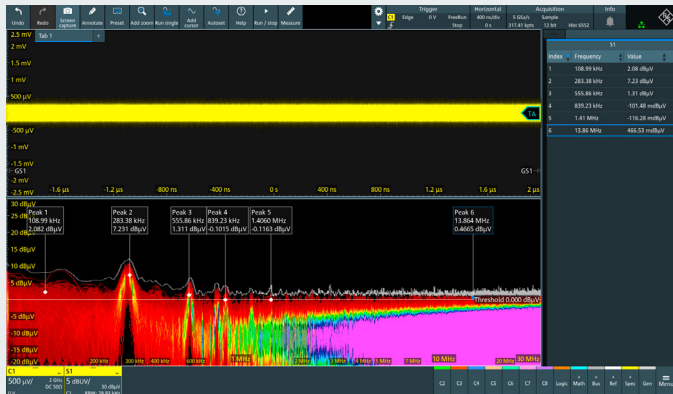 Undo
Redo
Screen capture
Annotate
Preset
Add zoom
Run single
Add cursor
Autoset
Help
Run / stop
Measure
Trigger
C1 Edge 0 V FreeRun
Stop
Horizontal
400 ns/div
0 s
Acquisition
5 GSa/s Sample
317.41 kpts 12 bit Hist 6552
Info
2.5 mV
Tab 1 +
2 mV
1.5 mV
1 mV
500 µV
TA
-500 µV
-1 mV
-1.5 mV
GS1 GS1
-2 mV
-2.5 mV
-1.6 µs -1.2 µs -800 ns -400 ns 0 s 400 ns 800 ns 1.2 µs 1.6 µs 2 µs
S1
Index Frequency Value
1 108.99 kHz 2.08 dBµV
2 283.38 kHz 7.23 dBµV
3 555.86 kHz 1.31 dBµV
4 839.23 kHz -101.48 mdBµV
5 1.41 MHz -116.28 mdBµV
6 13.86 MHz 466.53 mdBµV
30 dBµV
25 dBµV
20 dBµV
15 dBµV
10 dBµV
5 dBµV
-5 dBµV
-10 dBµV
-15 dBµV
-20 dBµV
Peak 1
108.99 kHz
2.082 dBµV
Peak 2
283.38 kHz
7.231 dBµV
Peak 3
555.86 kHz
1.311 dBµV
Peak 4
839.23 kHz
-0.1015 dBµV
Peak 5
1.4060 MHz
-0.1163 dBµV
Peak 6
13.864 MHz
0.4665 dBµV
Threshold 0.000 dBµV
200 kHz 300 kHz 400 kHz 600 kHz 1 MHz 2 MHz 3 MHz 4 MHz 5 MHz 7 MHz 10 MHz 20 MHz 30 MHz
C1
500 µV/ 2 GHz
DC 50Ω
0 V
S1
5 dBUV/
30 dBµV
C1
C2 C3 C4 C5 C6 C7 C8 Logic Math Bus Ref Spec Gen Menu